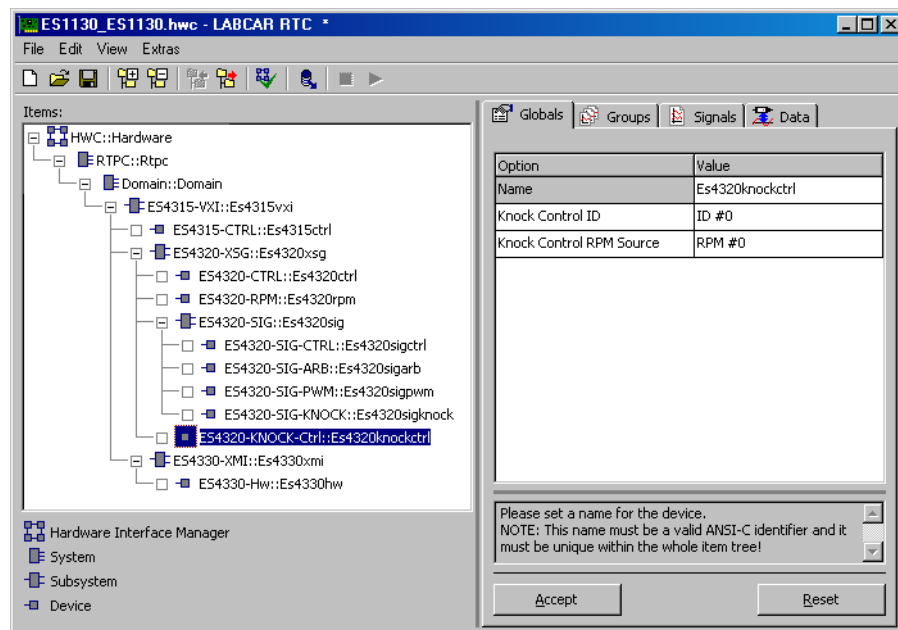 ES1130_ES1130.hwc - LABCAR RTC *
File Edit View Extras
Items:
HWC::Hardware
RTPC::Rtpc
Domain::Domain
ES4315-VXI::Es4315vxi
ES4315-CTRL::Es4315ctrl
ES4320-XSG::Es4320xsg
ES4320-CTRL::Es4320ctrl
ES4320-RPM::Es4320rpm
ES4320-SIG::Es4320sig
ES4320-SIG-CTRL::Es4320sigctrl
ES4320-SIG-ARB::Es4320sigarb
ES4320-SIG-PWM::Es4320sigpwm
ES4320-SIG-KNOCK::Es4320sigknock
ES4320-KNOCK-Ctrl::Es4320knockctrl
ES4330-XMI::Es4330xmi
ES4330-Hw::Es4330hw
Hardware Interface Manager
System
Subsystem
Device
Globals Groups Signals Data
Option Value
Name Es4320knockctrl
Knock Control ID ID #0
Knock Control RPM Source RPM #0
Please set a name for the device.
NOTE: This name must be a valid ANSI-C identifier and it
must be unique within the whole item tree!
Accept Reset